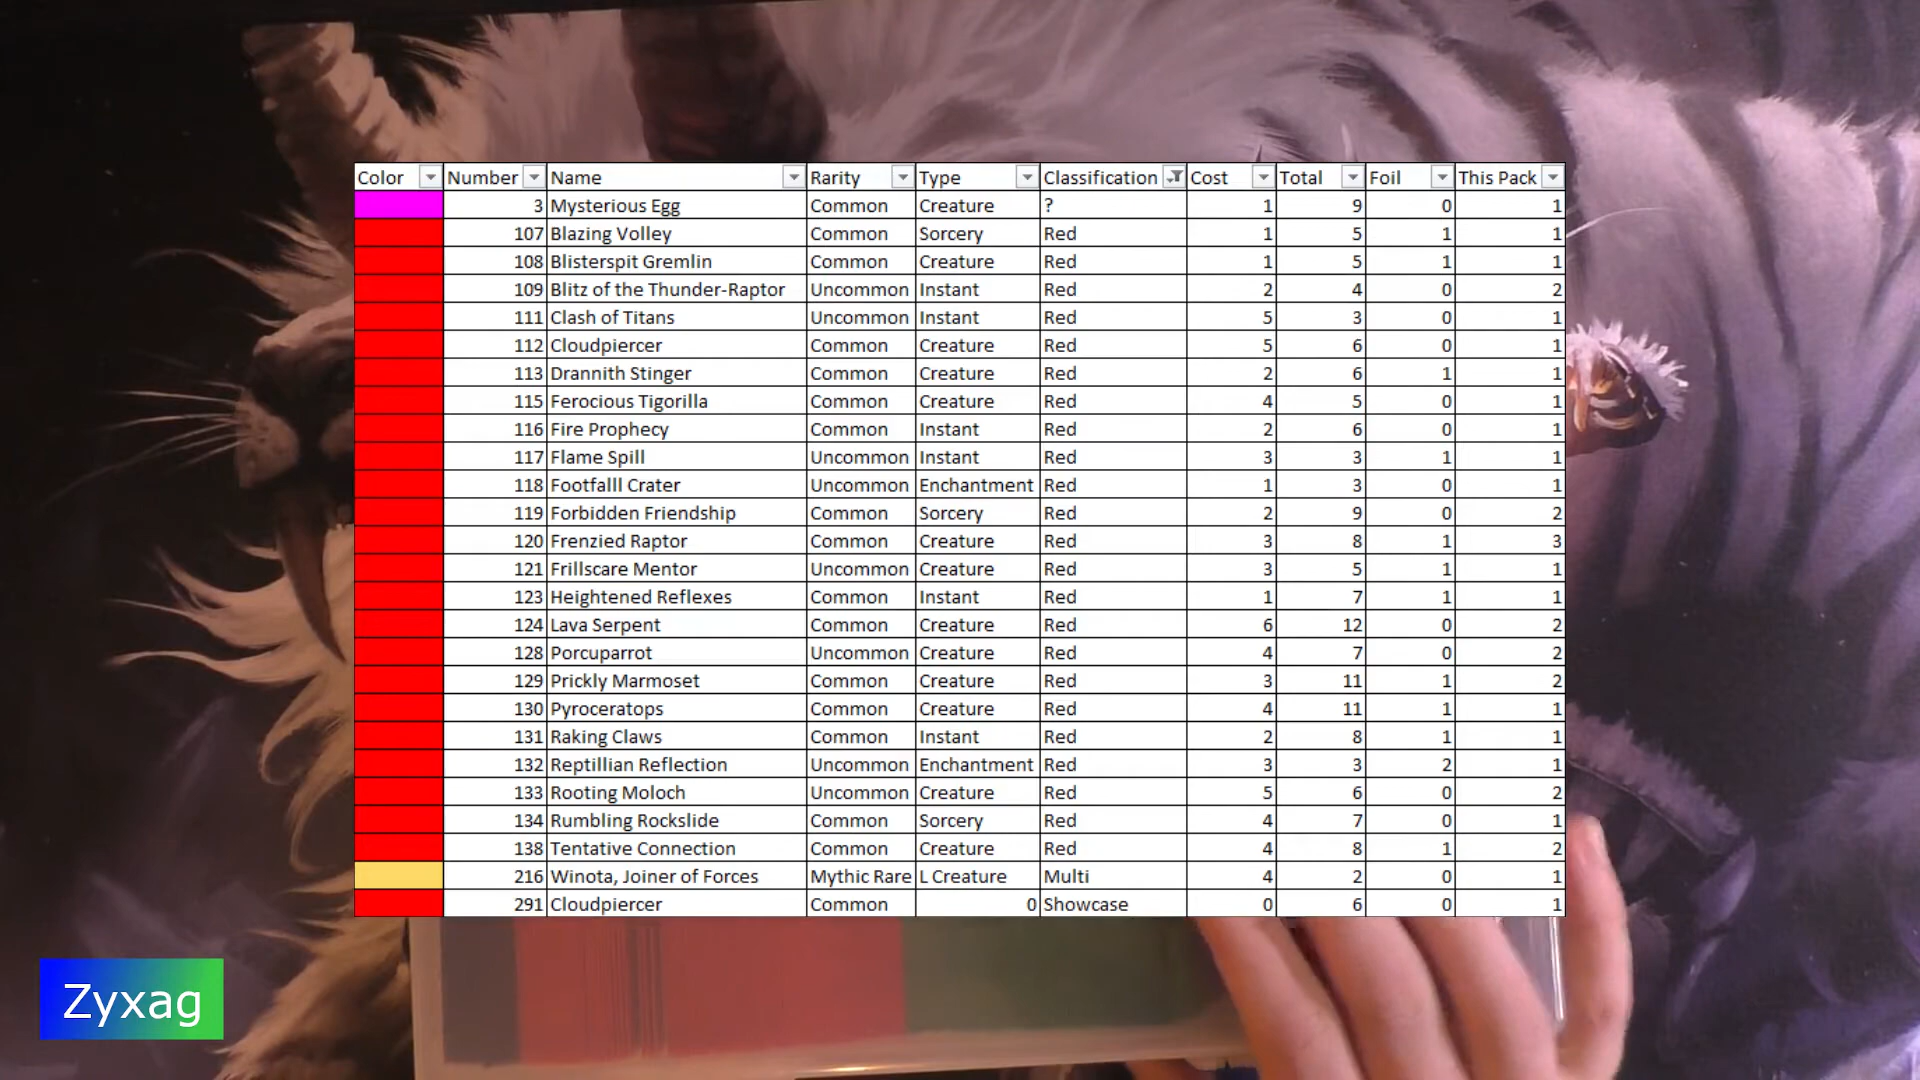 Color Number Name Rarity Type Classification Cost Total Foil This Pack
3 Mysterious Egg Common Creature ? 1 9 0 1
107 Blazing Volley Common Sorcery Red 1 5 1 1
108 Blisterspit Gremlin Common Creature Red 1 5 1 1
109 Blitz of the Thunder-Raptor Uncommon Instant Red 2 4 0 2
111 Clash of Titans Uncommon Instant Red 5 3 0 1
112 Cloudpiercer Common Creature Red 5 6 0 1
113 Drannith Stinger Common Creature Red 2 6 1 1
115 Ferocious Tigorilla Common Creature Red 4 5 0 1
116 Fire Prophecy Common Instant Red 2 6 0 1
117 Flame Spill Uncommon Instant Red 3 3 1 1
118 Footfalll Crater Uncommon Enchantment Red 1 3 0 1
119 Forbidden Friendship Common Sorcery Red 2 9 0 2
120 Frenzied Raptor Common Creature Red 3 8 1 3
121 Frillscare Mentor Uncommon Creature Red 3 5 1 1
123 Heightened Reflexes Common Instant Red 1 7 1 1
124 Lava Serpent Common Creature Red 6 12 0 2
128 Porcuparrot Uncommon Creature Red 4 7 0 2
129 Prickly Marmoset Common Creature Red 3 11 1 2
130 Pyroceratops Common Creature Red 4 11 1 1
131 Raking Claws Common Instant Red 2 8 1 1
132 Reptillian Reflection Uncommon Enchantment Red 3 3 2 1
133 Rooting Moloch Uncommon Creature Red 5 6 0 2
134 Rumbling Rockslide Common Sorcery Red 4 7 0 1
138 Tentative Connection Common Creature Red 4 8 1 2
216 Winota, Joiner of Forces Mythic Rare L Creature Multi 4 2 0 1
291 Cloudpiercer Common 0 Showcase 0 6 0 1
Zyxag